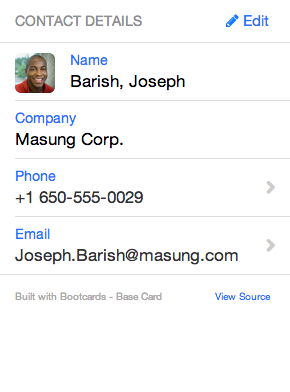 CONTACT DETAILS Edit
Name
Barish, Joseph
Company
Masung Corp.
Phone
+1 650-555-0029
Email
Joseph.Barish@masung.com
Built with Bootcards - Base Card View Source